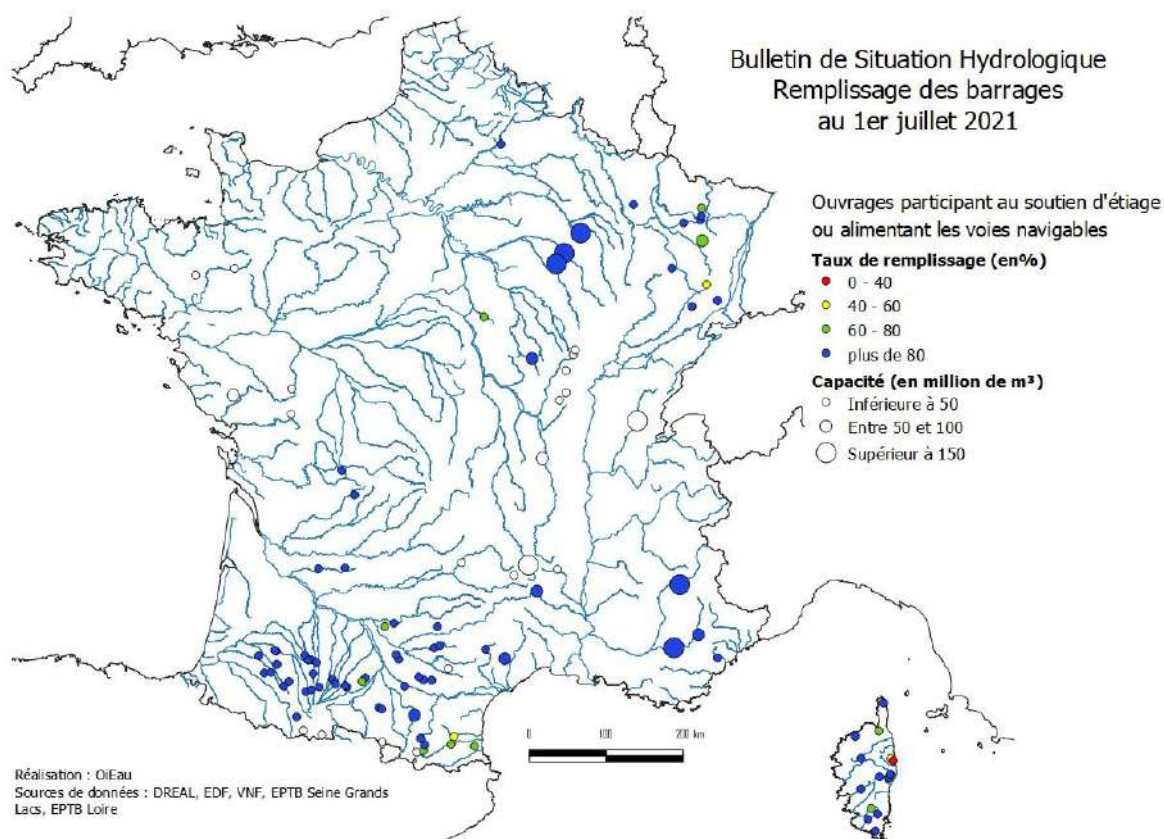 Bulletin de Situation Hydrologique
Remplissage des barrages
au 1er juillet 2021
Ouvrages participant au soutien d'étiage
ou alimentant les voies navigables
Taux de remplissage (en%)
0 - 40
40 - 60
60 - 80
plus de 80
Capacité (en million de m³)
Inférieure à 50
Entre 50 et 100
Supérieur à 150
0 100 200 km
Réalisation : OiEau
Sources de données : DREAL, EDF, VNF, EPTB Seine Grands
Lacs, EPTB Loire